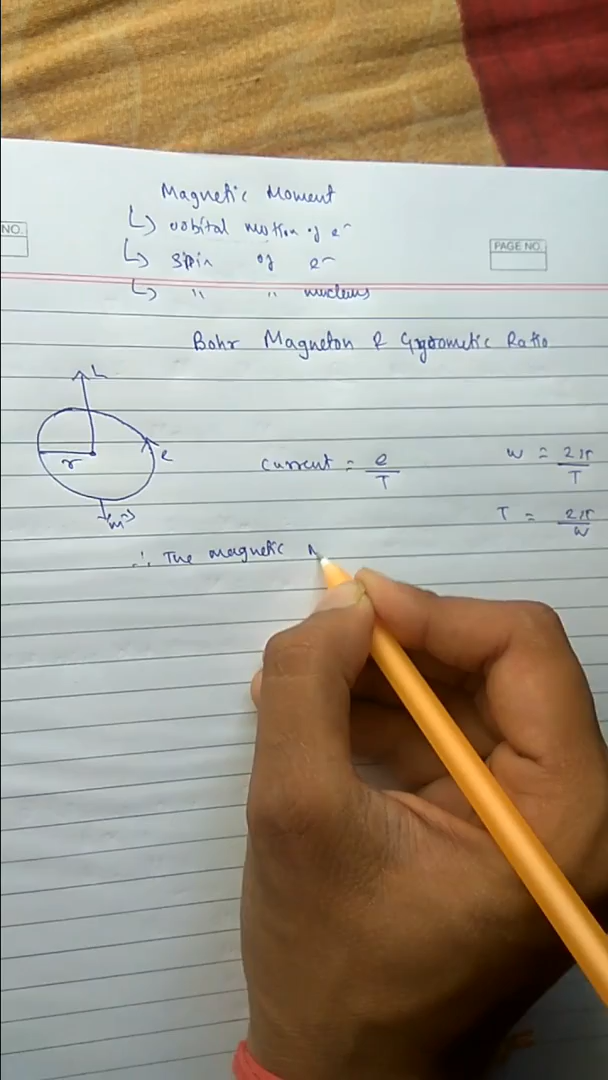 Magnetic Moment
NO.
↳ orbital motion of e⁻
↳ spin of e⁻
PAGE NO.
↳ " " nucleus
Bohr Magneton & Gyrometic Ratio
L
r e
current = e/T
w = 2π/T
m
T = 2π/w
∴ The magnetic